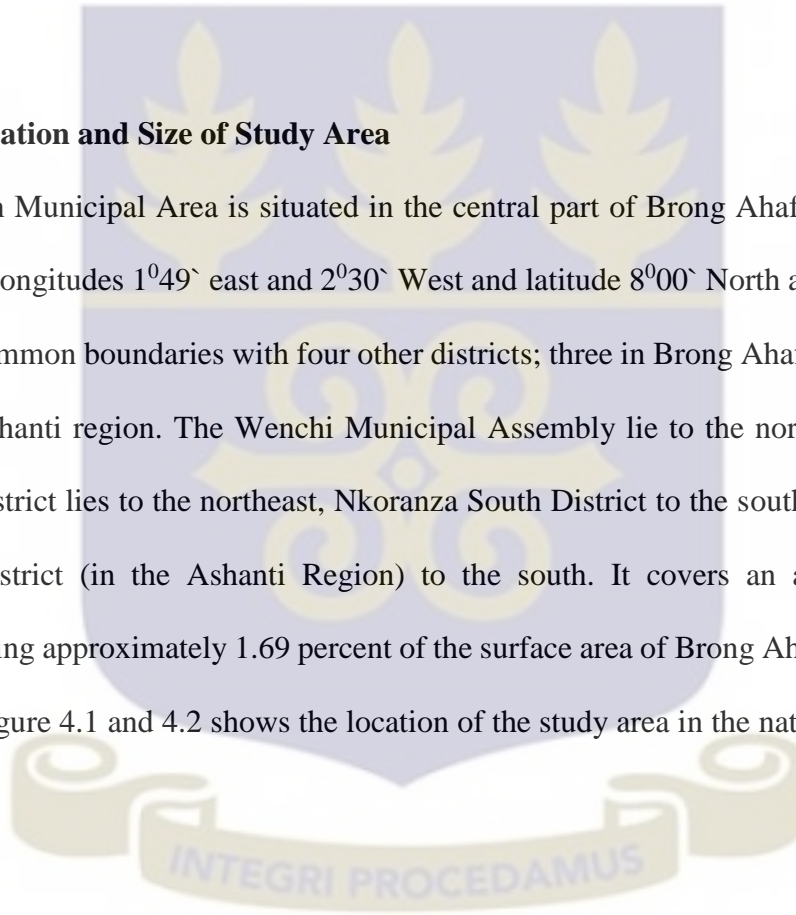 ation and Size of Study Area
n Municipal Area is situated in the central part of Brong Ahaf
ongitudes 1⁰49` east and 2⁰30` West and latitude 8⁰00` North a
mmon boundaries with four other districts; three in Brong Ahaf
hanti region. The Wenchi Municipal Assembly lie to the nor
strict lies to the northeast, Nkoranza South District to the south
strict (in the Ashanti Region) to the south. It covers an a
ing approximately 1.69 percent of the surface area of Brong Ah
gure 4.1 and 4.2 shows the location of the study area in the nat
INTEGRI PROCEDAMUS